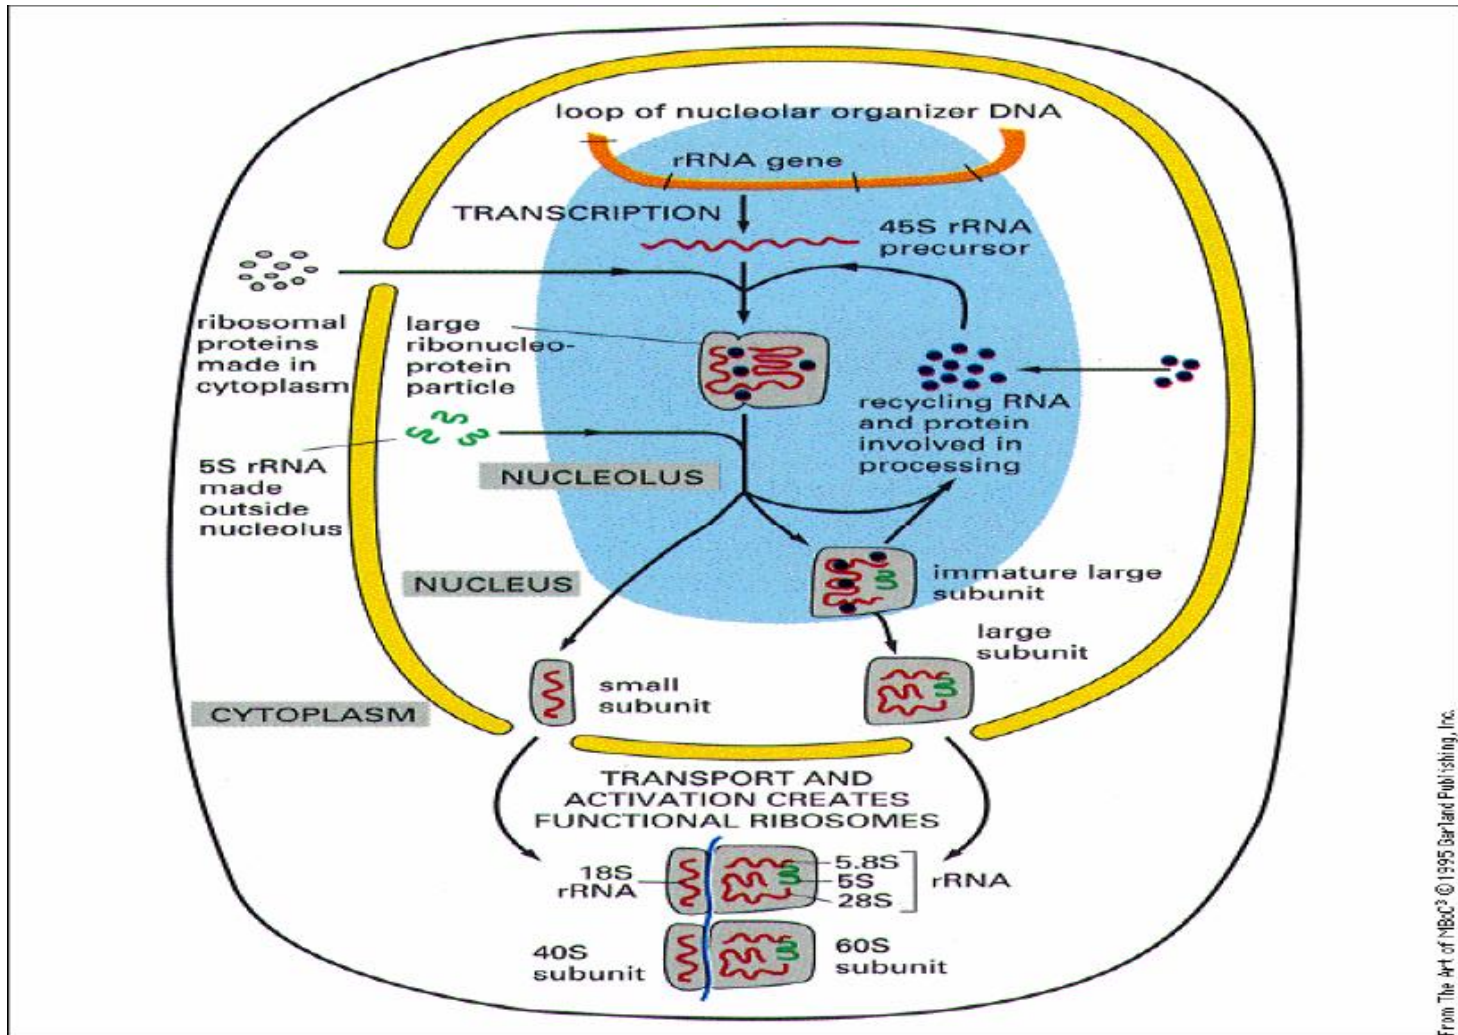 loop of nucleolar organizer DNA
rRNA gene
TRANSCRIPTION
45S rRNA
precursor
ribosomal
proteins
made in
cytoplasm
large
ribonucleo-
protein
particle
recycling RNA
and protein
involved in
processing
5S rRNA
made
outside
nucleolus
NUCLEOLUS
NUCLEUS
immature large
subunit
large
subunit
small
subunit
CYTOPLASM
TRANSPORT AND
ACTIVATION CREATES
FUNCTIONAL RIBOSOMES
18S
rRNA
5.8S
5S
28S
rRNA
40S
subunit
60S
subunit
From The Art of MBoC³ © 1995 Garland Publishing, Inc.